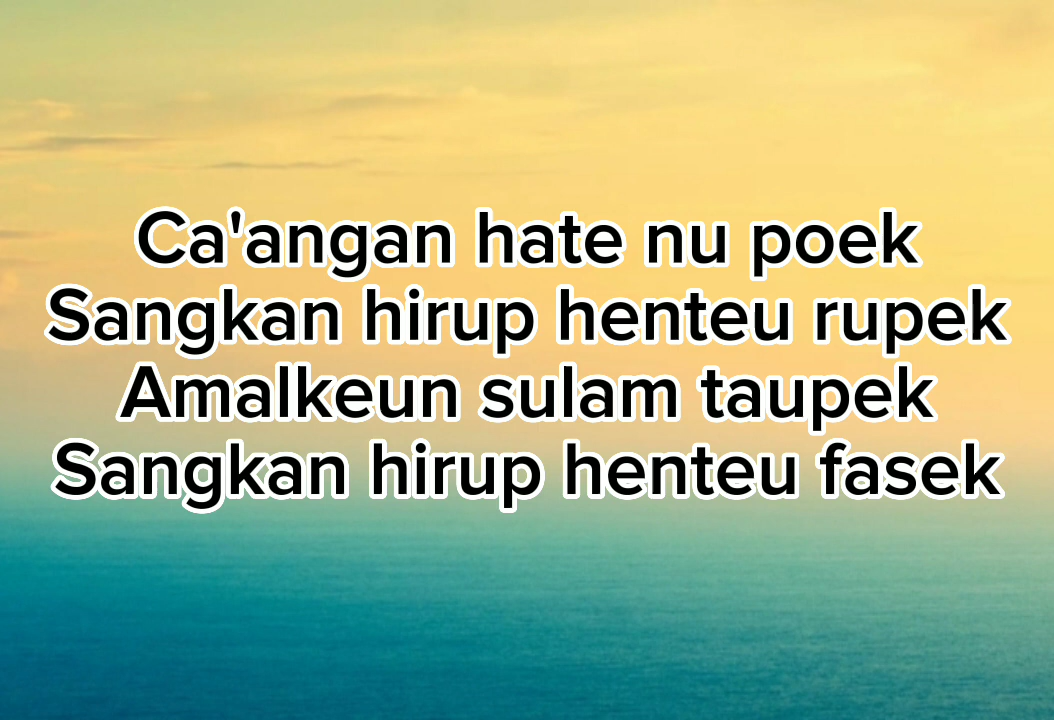 Ca'angan hate nu poek
Sangkan hirup henteu rupek
Amalkeun sulam taupek
Sangkan hirup henteu fasek